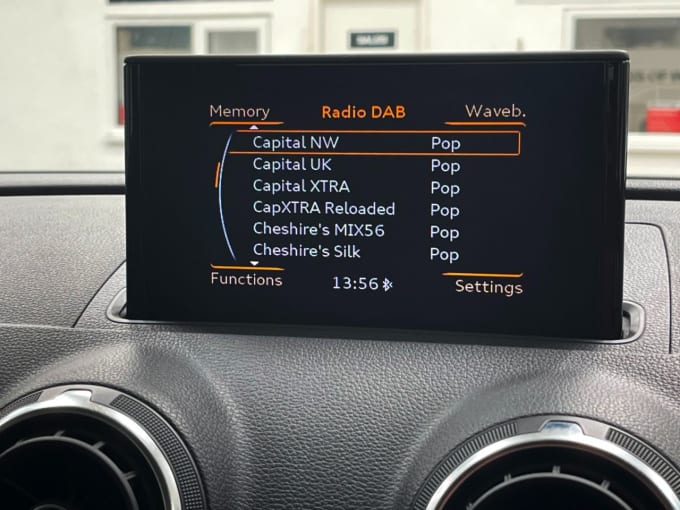 Memory Radio DAB Waveb.
Capital NW Pop
Capital UK Pop
Capital XTRA Pop
CapXTRA Reloaded Pop
Cheshire's MIX56 Pop
Cheshire's Silk Pop
Functions 13:56 Settings